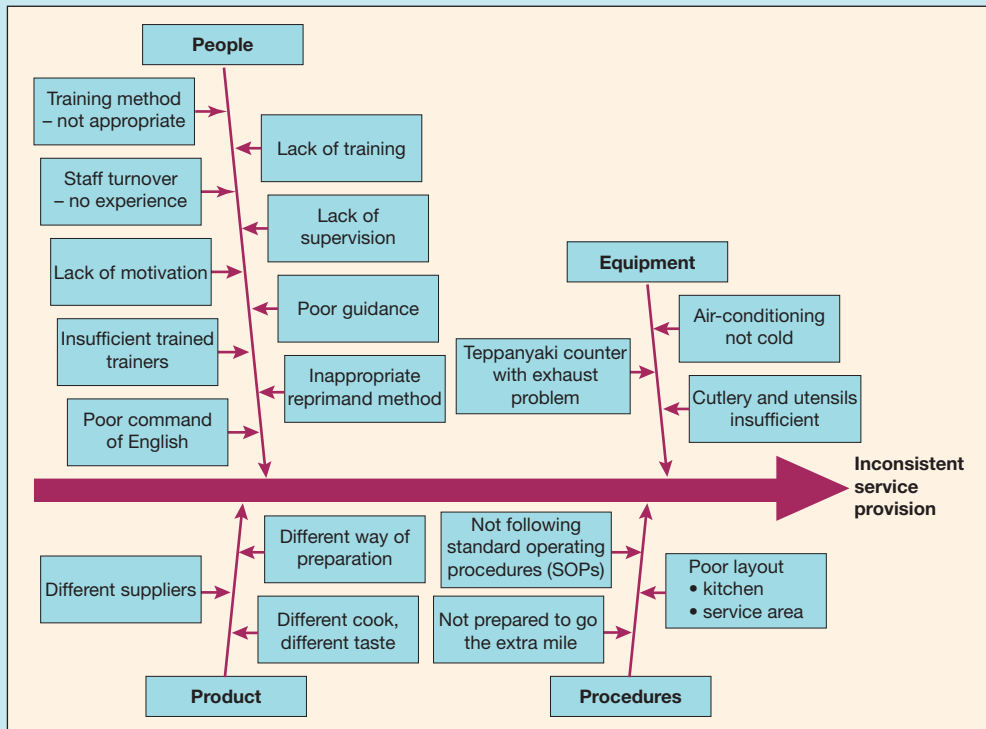 People
Training method
– not appropriate
Lack of training
Staff turnover
– no experience
Lack of
supervision
Lack of motivation
Poor guidance
Insufficient trained
trainers
Inappropriate
reprimand method
Poor command
of English
Equipment
Air-conditioning
not cold
Teppanyaki counter
with exhaust
problem
Cutlery and utensils
insufficient
Inconsistent
service
provision
Different way of
preparation
Different suppliers
Different cook,
different taste
Product
Not following
standard operating
procedures (SOPs)
Poor layout
• kitchen
• service area
Not prepared to go
the extra mile
Procedures